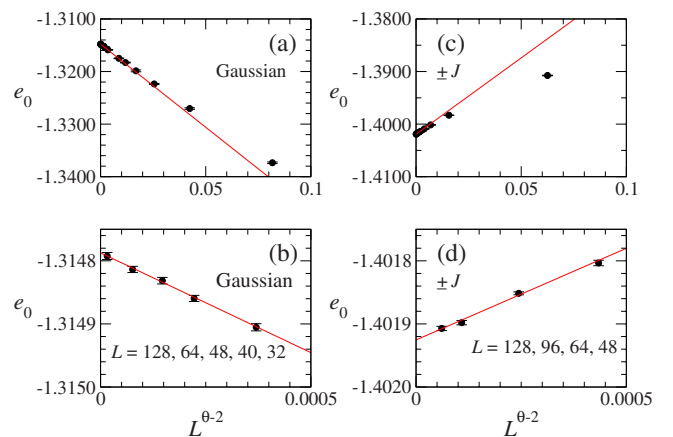 -1.3100
-1.3200
-1.3300
-1.3400
e0
(a)
Gaussian
0
0.05
0.1
-1.3800
-1.3900
-1.4000
-1.4100
e0
(c)
±J
0
0.05
0.1
-1.3148
-1.3149
-1.3150
e0
(b)
Gaussian
L = 128, 64, 48, 40, 32
0
0.0005
L^θ-2
-1.4018
-1.4019
-1.4020
e0
(d)
±J
L = 128, 96, 64, 48
0
0.0005
L^θ-2